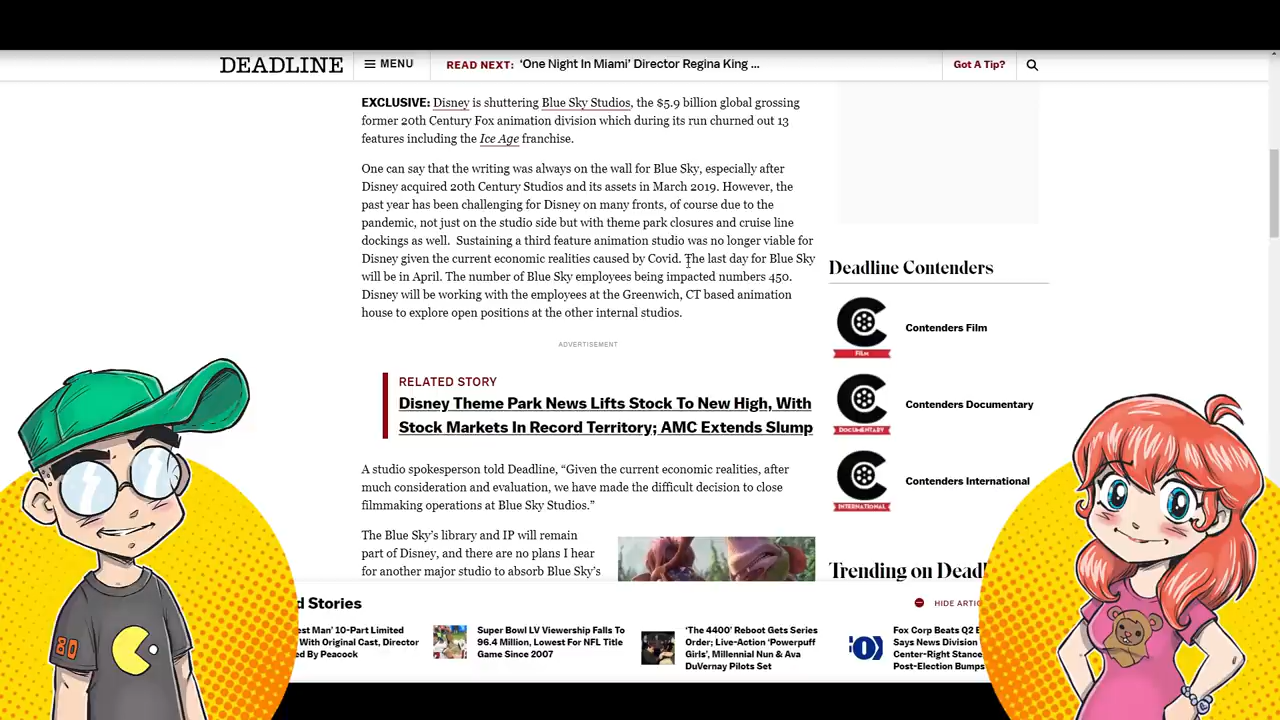 DEADLINE
MENU
READ NEXT: ‘One Night In Miami’ Director Regina King ...
Got A Tip?
EXCLUSIVE: Disney is shuttering Blue Sky Studios, the $5.9 billion global grossing
former 20th Century Fox animation division which during its run churned out 13
features including the Ice Age franchise.
One can say that the writing was always on the wall for Blue Sky, especially after
Disney acquired 20th Century Studios and its assets in March 2019. However, the
past year has been challenging for Disney on many fronts, of course due to the
pandemic, not just on the studio side but with theme park closures and cruise line
dockings as well. Sustaining a third feature animation studio was no longer viable for
Disney given the current economic realities caused by Covid. The last day for Blue Sky
will be in April. The number of Blue Sky employees being impacted numbers 450.
Disney will be working with the employees at the Greenwich, CT based animation
house to explore open positions at the other internal studios.
ADVERTISEMENT
RELATED STORY
Disney Theme Park News Lifts Stock To New High, With
Stock Markets In Record Territory; AMC Extends Slump
A studio spokesperson told Deadline, “Given the current economic realities, after
much consideration and evaluation, we have made the difficult decision to close
filmmaking operations at Blue Sky Studios.”
The Blue Sky’s library and IP will remain
part of Disney, and there are no plans I hear
for another major studio to absorb Blue Sky’s
Deadline Contenders
FILM
Contenders Film
DOCUMENTARY
Contenders Documentary
INTERNATIONAL
Contenders International
Trending on Deadl
d Stories
HIDE ARTIC
est Man’ 10-Part Limited
With Original Cast, Director
ed By Peacock
Super Bowl LV Viewership Falls To
96.4 Million, Lowest For NFL Title
Game Since 2007
‘The 4400’ Reboot Gets Series
Order; Live-Action ‘Powerpuff
Girls’, Millennial Nun & Ava
DuVernay Pilots Set
Fox Corp Beats Q2 E
Says News Division
Center-Right Stance
Post-Election Bumps
80